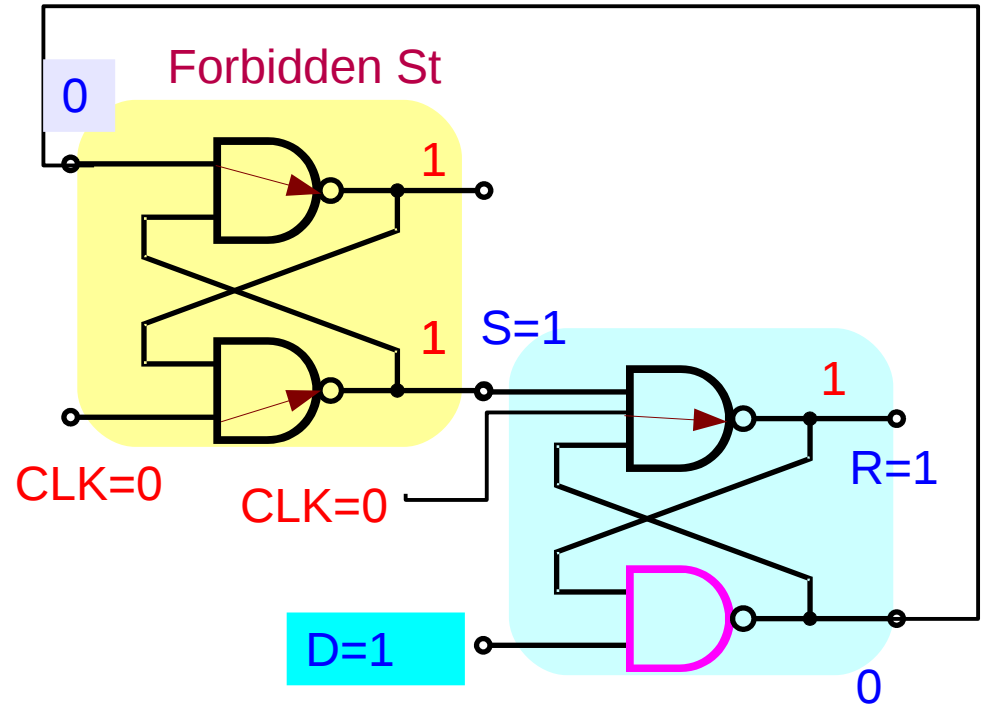 Forbidden St
0
1
1
S=1
1
R=1
CLK=0
CLK=0
D=1
0